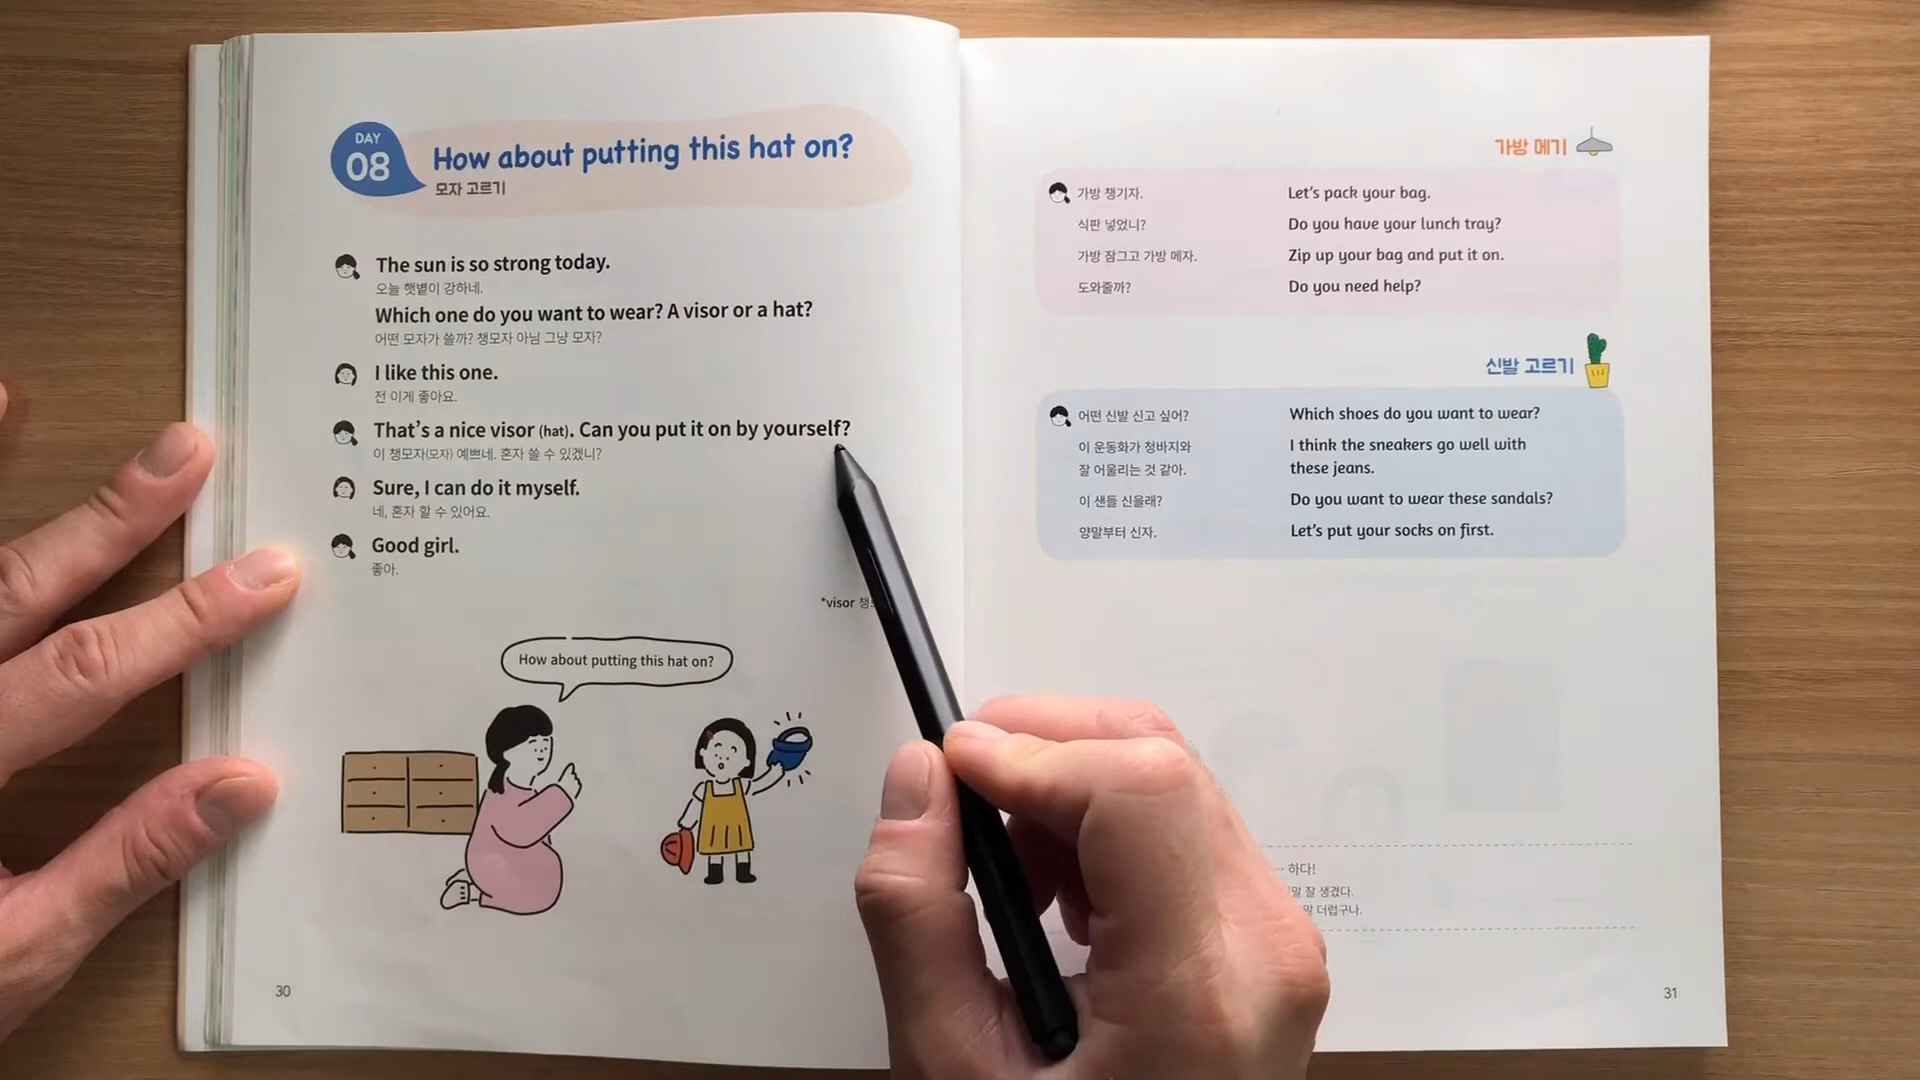 DAY
08
How about putting this hat on?
모자 고르기
The sun is so strong today.
오늘 햇볕이 강하네.
Which one do you want to wear? A visor or a hat?
어떤 모자가 쓸까? 챙모자 아님 그냥 모자?
I like this one.
전 이게 좋아요.
That's a nice visor (hat). Can you put it on by yourself?
이 챙모자(모자) 예쁘네. 혼자 쓸 수 있겠니?
Sure, I can do it myself.
네, 혼자 할 수 있어요.
Good girl.
좋아.
*visor
How about putting this hat on?
30
가방 메기
가방 챙기자. Let's pack your bag.
식판 넣었니? Do you have your lunch tray?
가방 잠그고 가방 메자. Zip up your bag and put it on.
도와줄까? Do you need help?
신발 고르기
어떤 신발 신고 싶어? Which shoes do you want to wear?
이 운동화가 청바지와 I think the sneakers go well with
잘 어울리는 것 같아. these jeans.
이 샌들 신을래? Do you want to wear these sandals?
양말부터 신자. Let's put your socks on first.
… 하다!
말 잘 생겼다.
말 더럽구나.
31